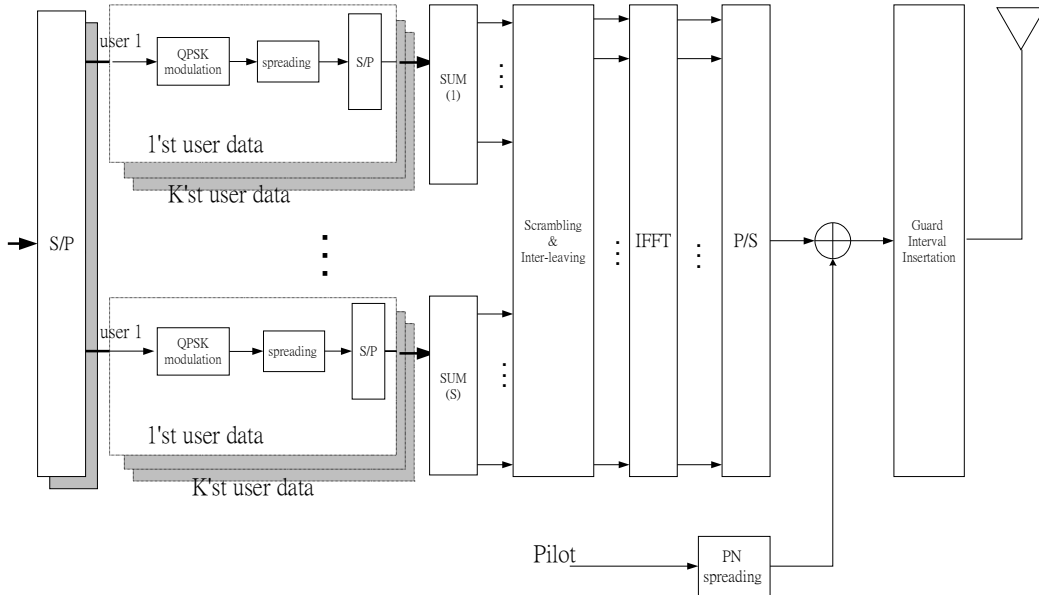 S/P
user 1
QPSK
modulation
spreading
S/P
1'st user data
K'st user data
SUM
(1)
user 1
QPSK
modulation
spreading
S/P
1'st user data
K'st user data
SUM
(S)
Scrambling
&
Inter-leaving
IFFT
P/S
Guard
Interval
Insertation
Pilot
PN
spreading